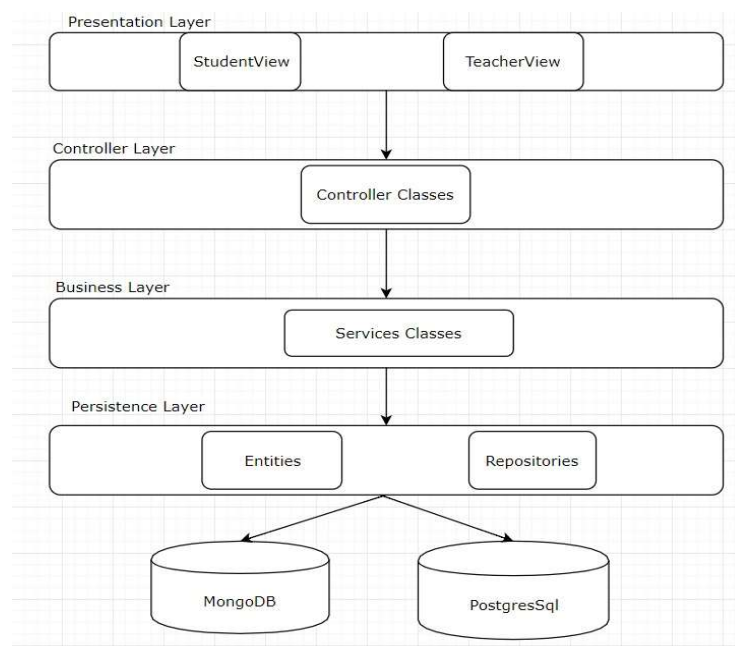 Presentation Layer
StudentView
TeacherView
Controller Layer
Controller Classes
Business Layer
Services Classes
Persistence Layer
Entities
Repositories
MongoDB
PostgresSql